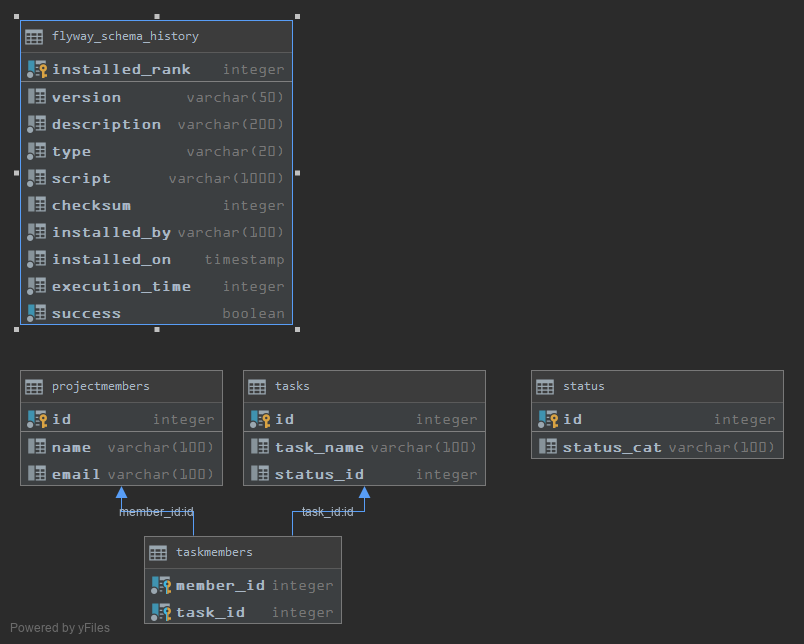 flyway_schema_history
installed_rank integer
version varchar(50)
description varchar(200)
type varchar(20)
script varchar(1000)
checksum integer
installed_by varchar(100)
installed_on timestamp
execution_time integer
success boolean
projectmembers
id integer
name varchar(100)
email varchar(100)
tasks
id integer
task_name varchar(100)
status_id integer
status
id integer
status_cat varchar(100)
member_id:id
task_id:id
taskmembers
member_id integer
task_id integer
Powered by yFiles